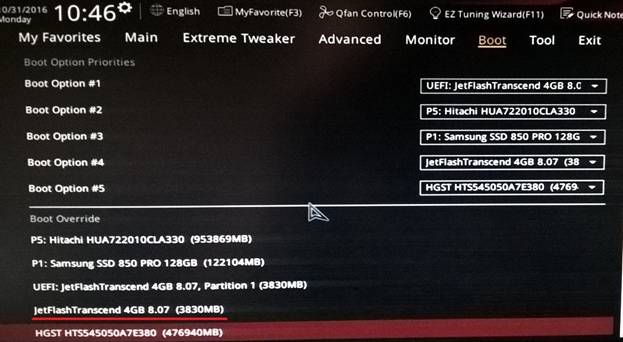 10/31/2016
Monday
10:46
English
MyFavorite(F3)
Qfan Control(F6)
EZ Tuning Wizard(F11)
Quick Note
My Favorites Main Extreme Tweaker Advanced Monitor Boot Tool Exit
Boot Option Priorities
Boot Option #1 UEFI: JetFlashTranscend 4GB 8.0
Boot Option #2 P5: Hitachi HUA722010CLA330
Boot Option #3 P1: Samsung SSD 850 PRO 128G
Boot Option #4 JetFlashTranscend 4GB 8.07 (38
Boot Option #5 HGST HTS545050A7E380 (4769
Boot Override
P5: Hitachi HUA722010CLA330 (953869MB)
P1: Samsung SSD 850 PRO 128GB (122104MB)
UEFI: JetFlashTranscend 4GB 8.07, Partition 1 (3830MB)
JetFlashTranscend 4GB 8.07 (3830MB)
HGST HTS545050A7E380 (476940MB)